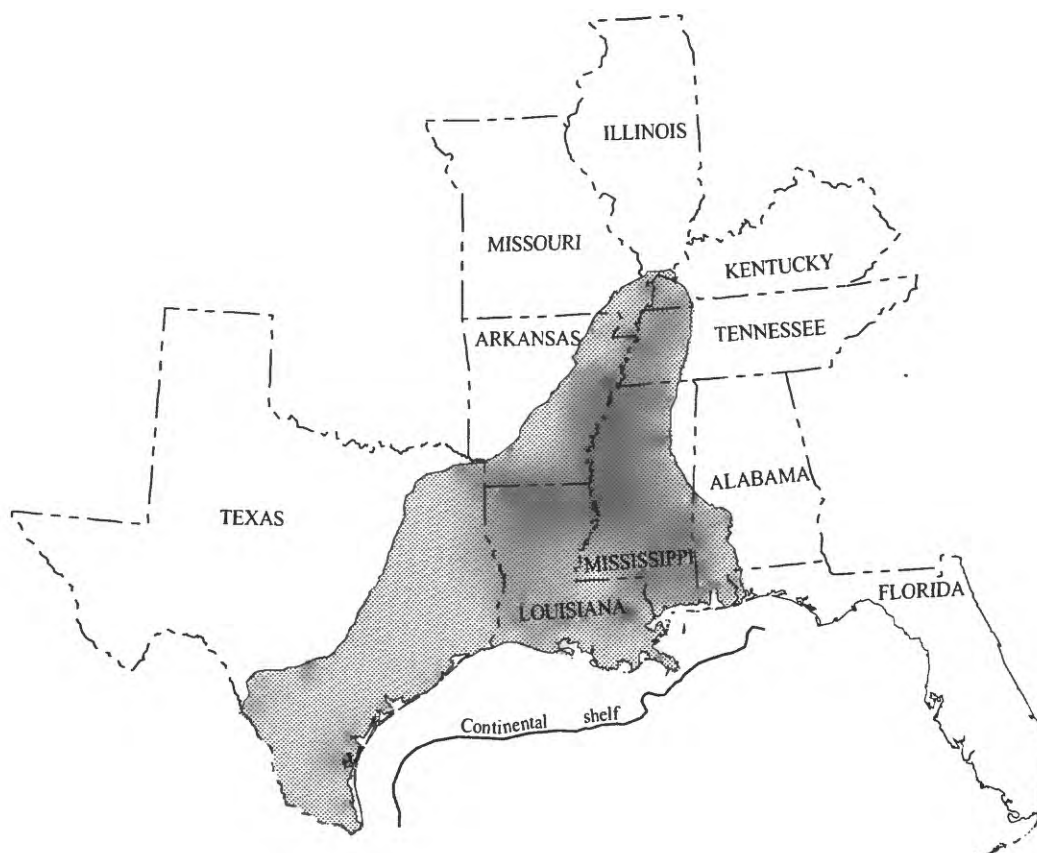 ILLINOIS
MISSOURI
KENTUCKY
ARKANSAS
TENNESSEE
TEXAS
ALABAMA
MISSISSIPPI
LOUISIANA
FLORIDA
Continental shelf